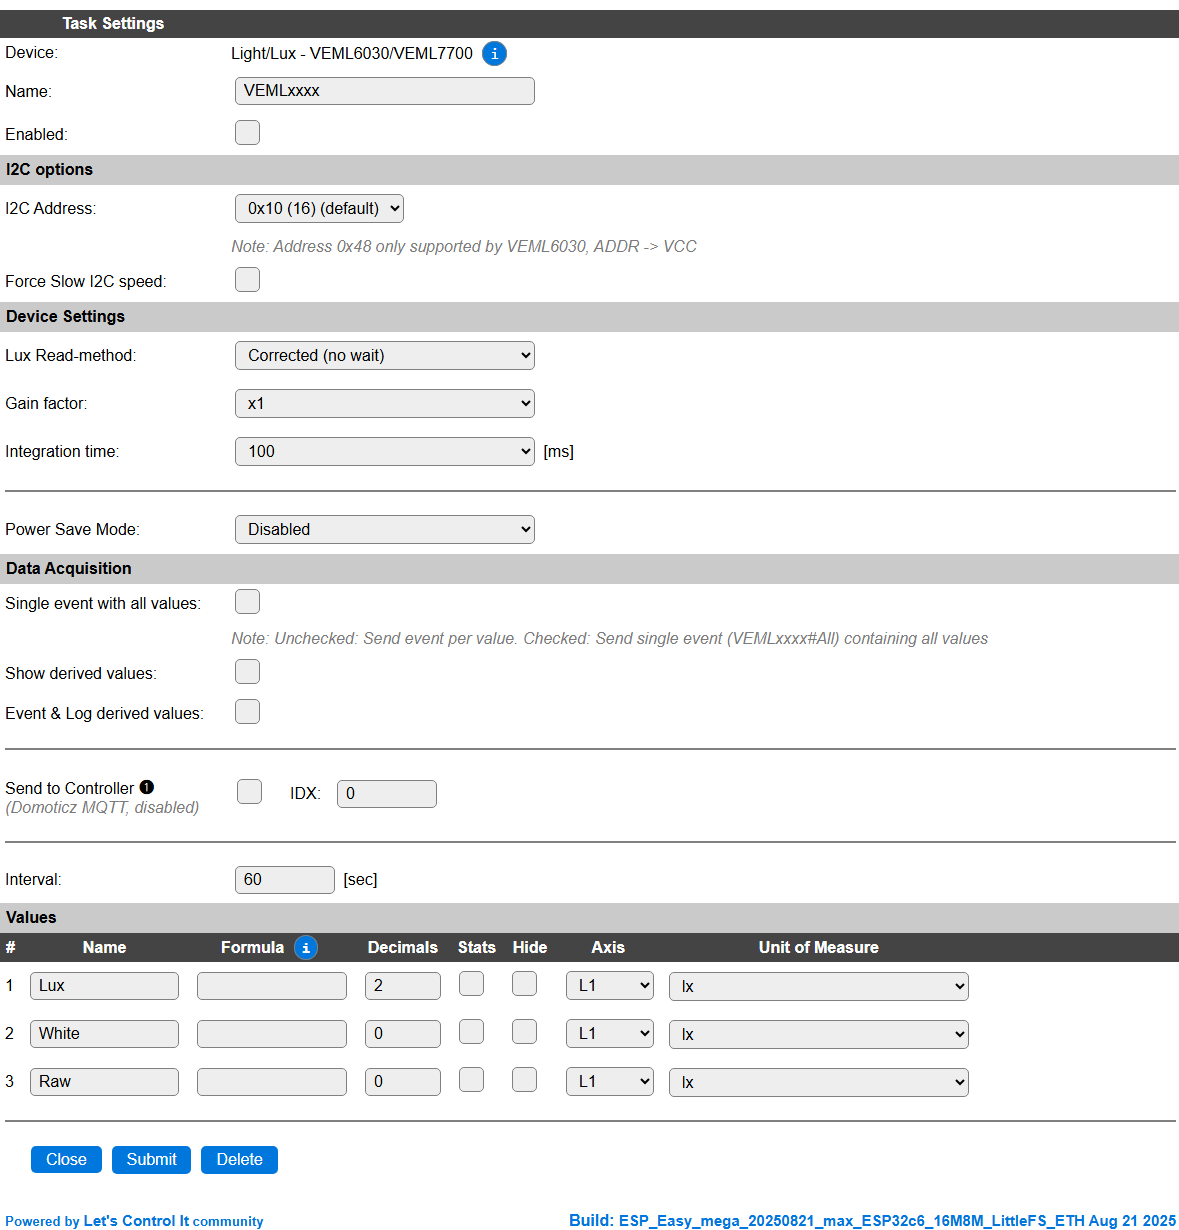 Task Settings
Device: Light/Lux - VEML6030/VEML7700 i
Name: VEMLxxxx
Enabled:
I2C options
I2C Address: 0x10 (16) (default)
Note: Address 0x48 only supported by VEML6030, ADDR -> VCC
Force Slow I2C speed:
Device Settings
Lux Read-method: Corrected (no wait)
Gain factor: x1
Integration time: 100 [ms]
Power Save Mode: Disabled
Data Acquisition
Single event with all values:
Note: Unchecked: Send event per value. Checked: Send single event (VEMLxxxx#All) containing all values
Show derived values:
Event & Log derived values:
Send to Controller ❶ IDX: 0
(Domoticz MQTT, disabled)
Interval: 60 [sec]
Values
# Name Formula i Decimals Stats Hide Axis Unit of Measure
1 Lux 2 L1 lx
2 White 0 L1 lx
3 Raw 0 L1 lx
Close Submit Delete
Powered by Let's Control It community Build: ESP_Easy_mega_20250821_max_ESP32c6_16M8M_LittleFS_ETH Aug 21 2025